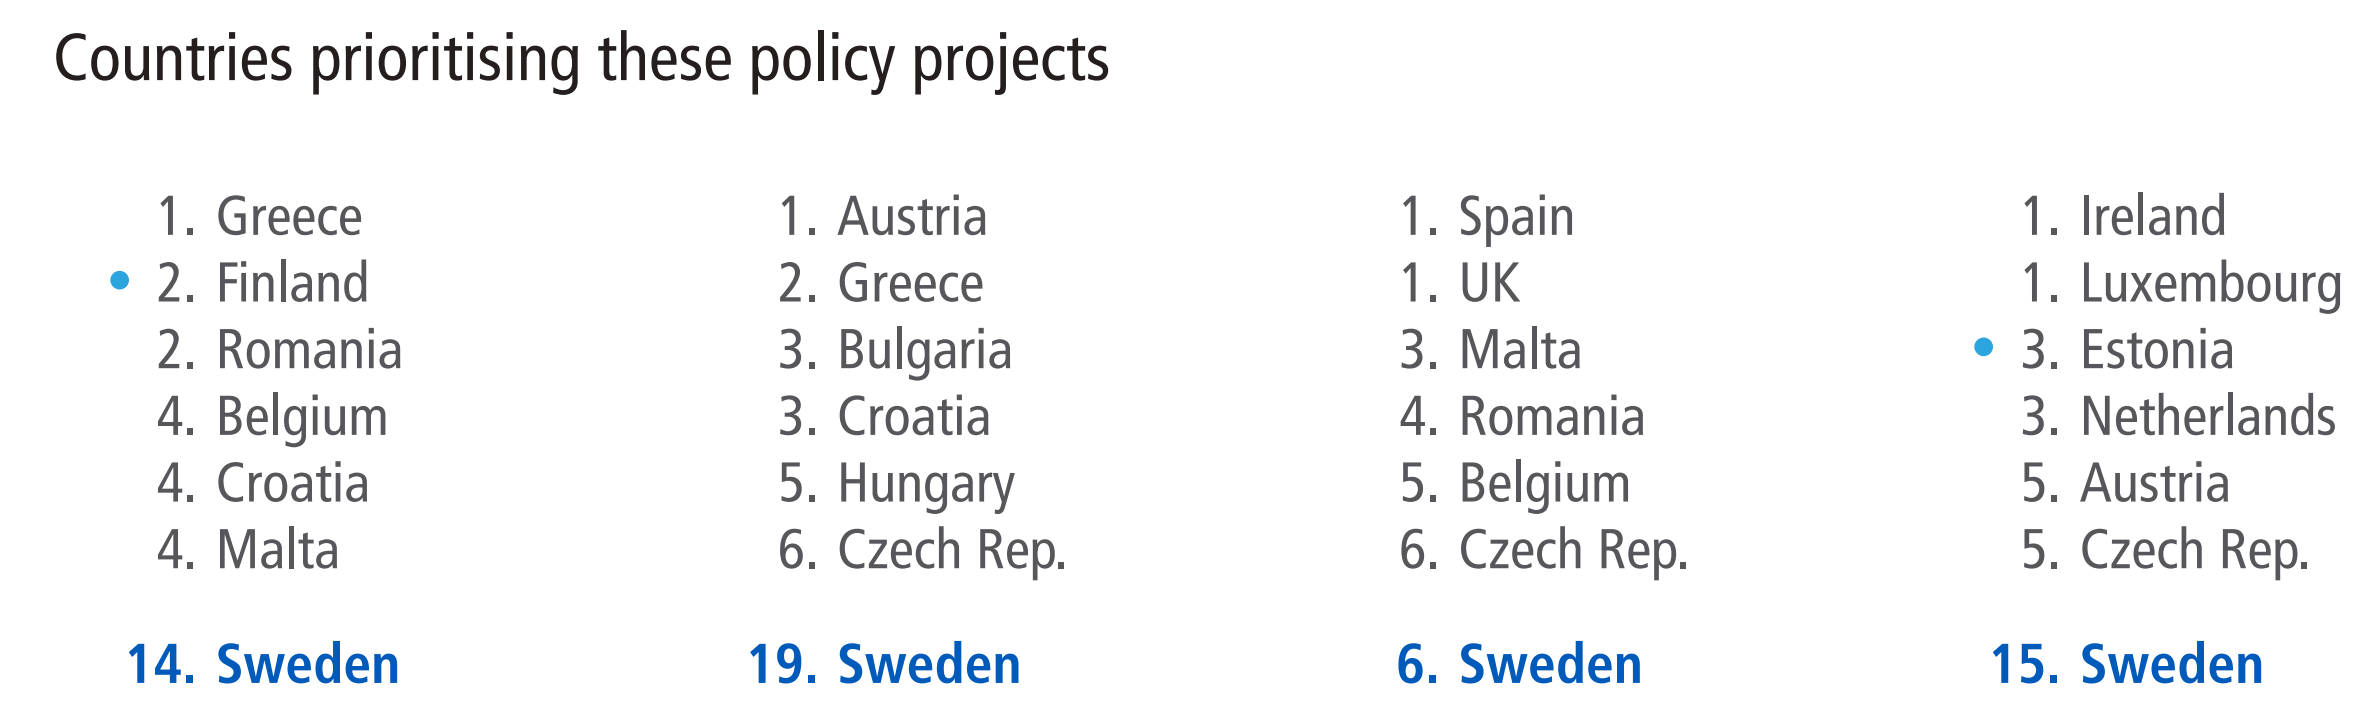 Countries prioritising these policy projects
1. Greece
• 2. Finland
2. Romania
4. Belgium
4. Croatia
4. Malta
14. Sweden
1. Austria
2. Greece
3. Bulgaria
3. Croatia
5. Hungary
6. Czech Rep.
19. Sweden
1. Spain
1. UK
3. Malta
4. Romania
5. Belgium
6. Czech Rep.
6. Sweden
1. Ireland
1. Luxembourg
• 3. Estonia
3. Netherlands
5. Austria
5. Czech Rep.
15. Sweden